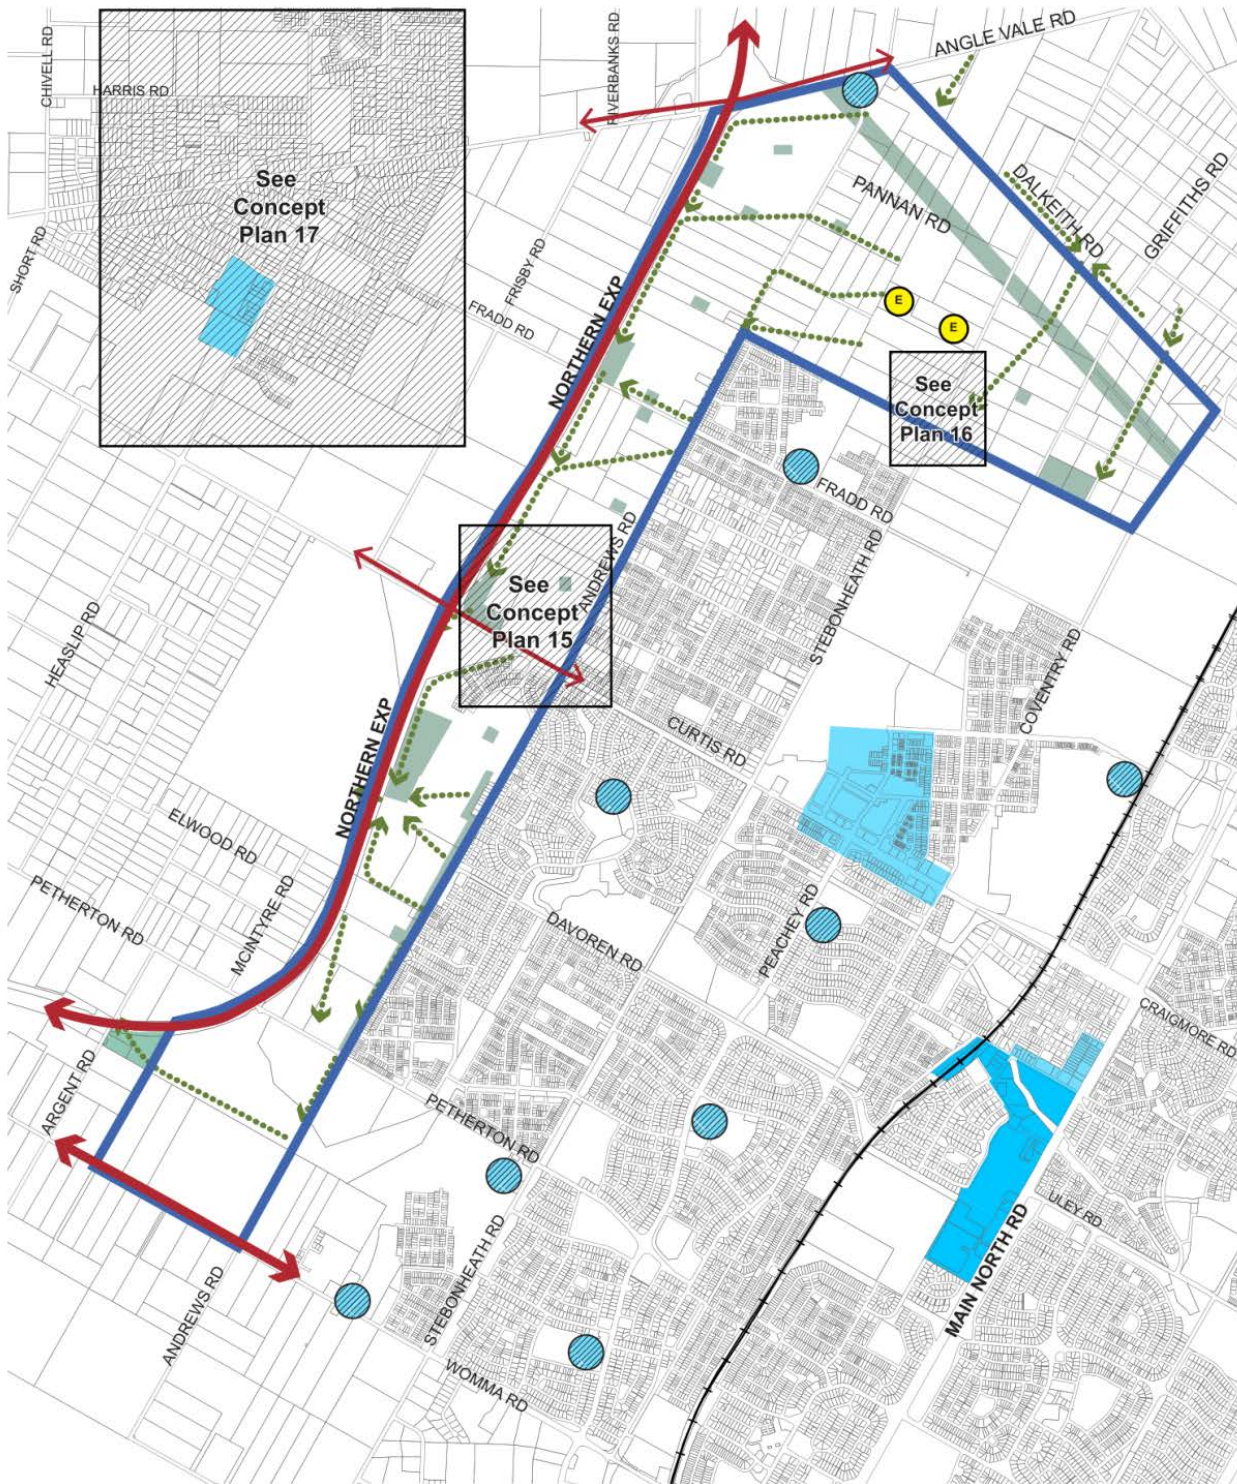 CHIVELL RD
HARRIS RD
RIVERBANKS RD
ANGLE VALE RD
See
Concept
Plan 17
SHORT RD
FRISBY RD
FRADD RD
NORTHERN EXP
PANNAN RD
DALKEITH RD
GRIFFITHS RD
E
E
See
Concept
Plan 16
FRADD RD
See
Concept
Plan 15
ANDREWS RD
STEBONHEATH RD
HEASLIP RD
COVENTRY RD
CURTIS RD
NORTHERN EXP
ELWOOD RD
PETHERTON RD
MCINTYRE RD
DAVOREN RD
PEACHEY RD
CRAIGMORE RD
ARGENT RD
PETHERTON RD
ULEY RD
MAIN NORTH RD
STEBONHEATH RD
ANDREWS RD
WOMMA RD